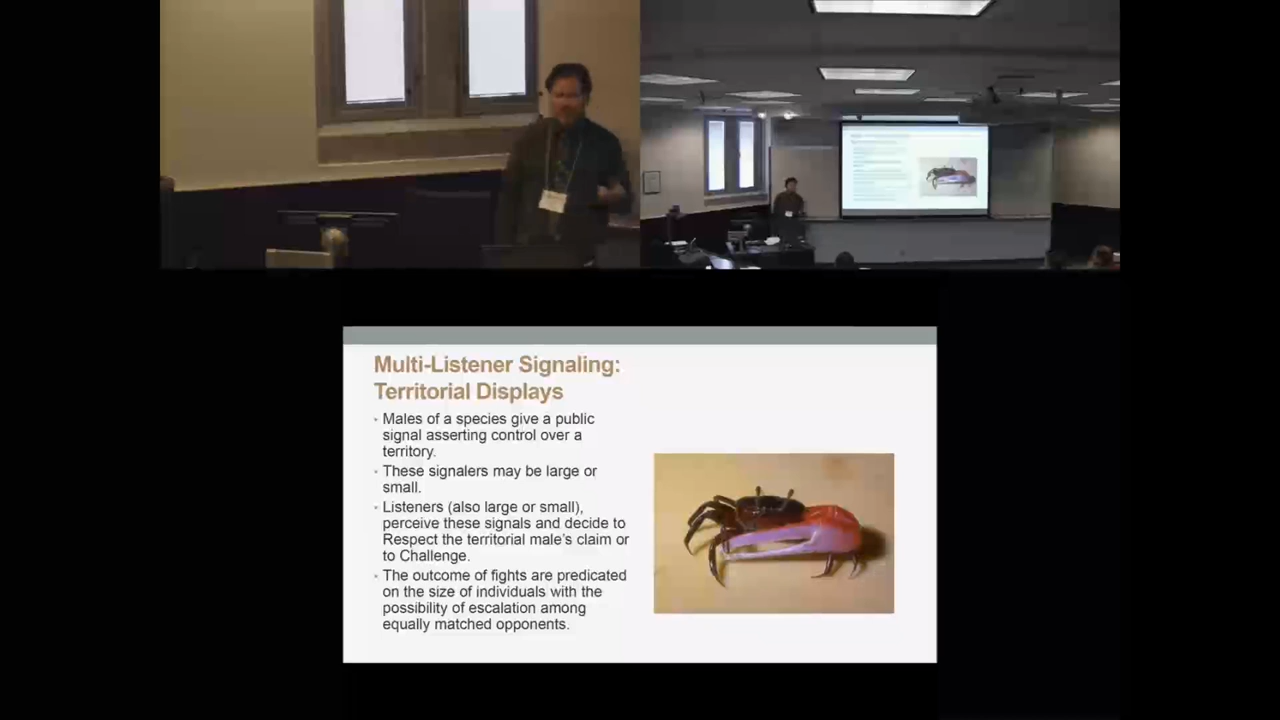 Multi-Listener Signaling:
Territorial Displays
• Males of a species give a public
signal asserting control over a
territory.
• These signalers may be large or
small.
• Listeners (also large or small),
perceive these signals and decide to
Respect the territorial male's claim or
to Challenge.
• The outcome of fights are predicated
on the size of individuals with the
possibility of escalation among
equally matched opponents.